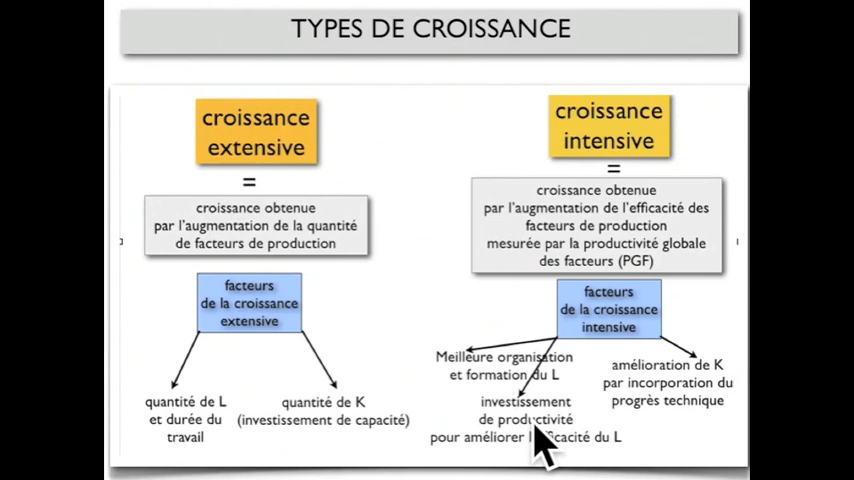 TYPES DE CROISSANCE
croissance
extensive
=
croissance obtenue
par l'augmentation de la quantité
de facteurs de production
facteurs
de la croissance
extensive
quantité de L
et durée du
travail
quantité de K
(investissement de capacité)
croissance
intensive
=
croissance obtenue
par l'augmentation de l'efficacité des
facteurs de production
mesurée par la productivité globale
des facteurs (PGF)
facteurs
de la croissance
intensive
Meilleure organisation
et formation du L
investissement
de productivité
pour améliorer l'efficacité du L
amélioration de K
par incorporation du
progrès technique